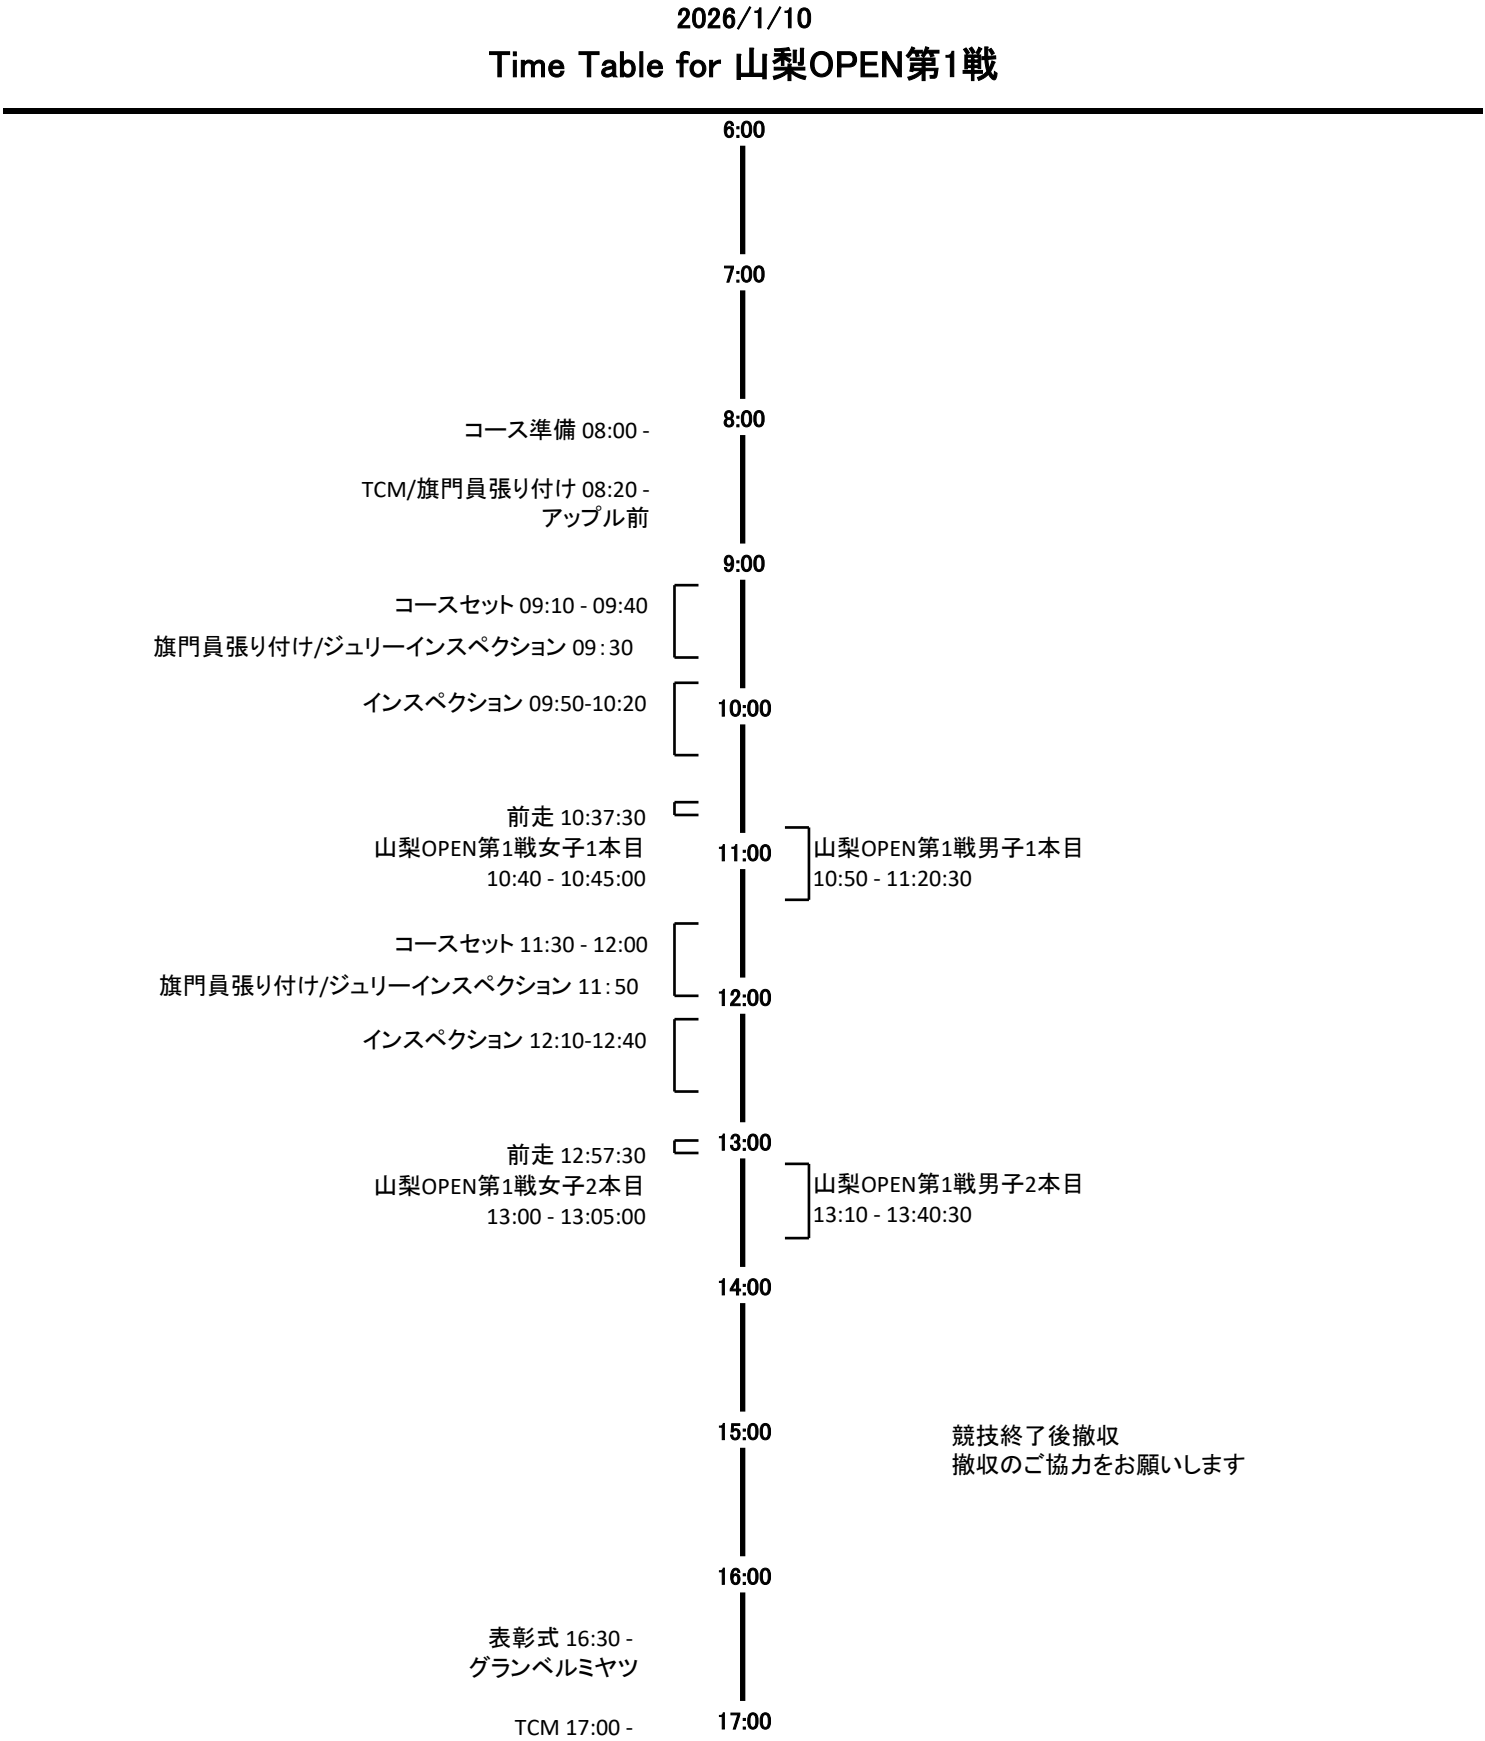 2026/1/10
Time Table for 山梨OPEN第1戦
6:00
7:00
8:00
コース準備 08:00 -
TCM/旗門員張り付け 08:20 -
アップル前
9:00
コースセット 09:10 - 09:40
旗門員張り付け/ジュリーインスペクション 09：30
インスペクション 09:50-10:20
10:00
前走 10:37:30
山梨OPEN第1戦女子1本目
10:40 - 10:45:00
11:00
山梨OPEN第1戦男子1本目
10:50 - 11:20:30
コースセット 11:30 - 12:00
旗門員張り付け/ジュリーインスペクション 11：50
12:00
インスペクション 12:10-12:40
13:00
前走 12:57:30
山梨OPEN第1戦女子2本目
13:00 - 13:05:00
山梨OPEN第1戦男子2本目
13:10 - 13:40:30
14:00
15:00
競技終了後撤収
撤収のご協力をお願いします
16:00
表彰式 16:30 -
グランベルミヤツ
TCM 17:00 -
17:00